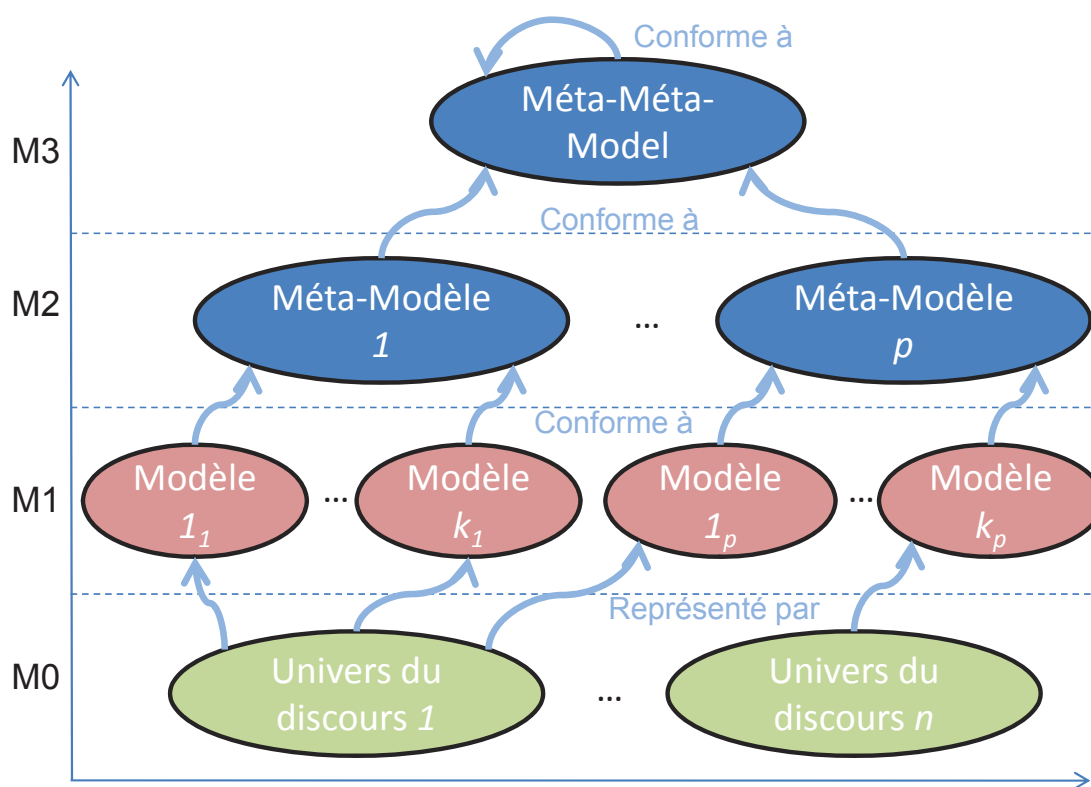 Conforme à
Méta-Méta-
Model
M3
Conforme à
Méta-Modèle
1
...
Méta-Modèle
p
M2
Conforme à
Modèle
1₁
...
Modèle
k₁
Modèle
1ₚ
...
Modèle
kₚ
M1
Représenté par
Univers du
discours 1
...
Univers du
discours n
M0